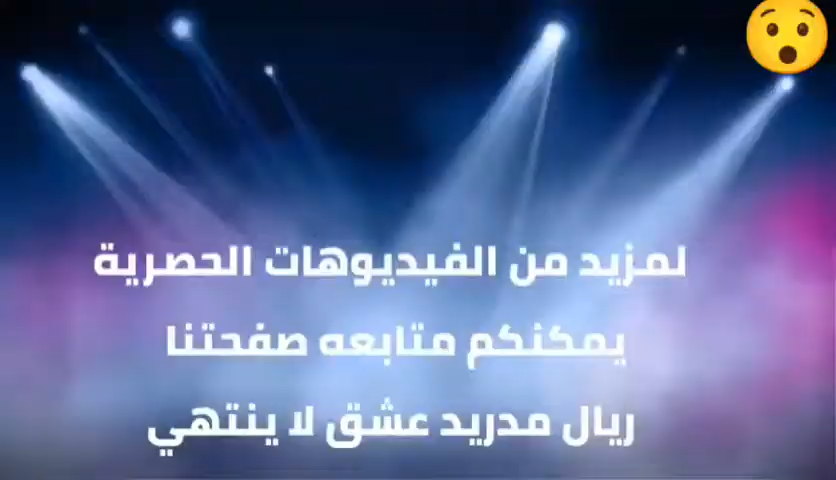 لمزيد من الفيديوهات الحصرية
يمكنكم متابعه صفحتنا
ريال مدريد عشق لا ينتهي